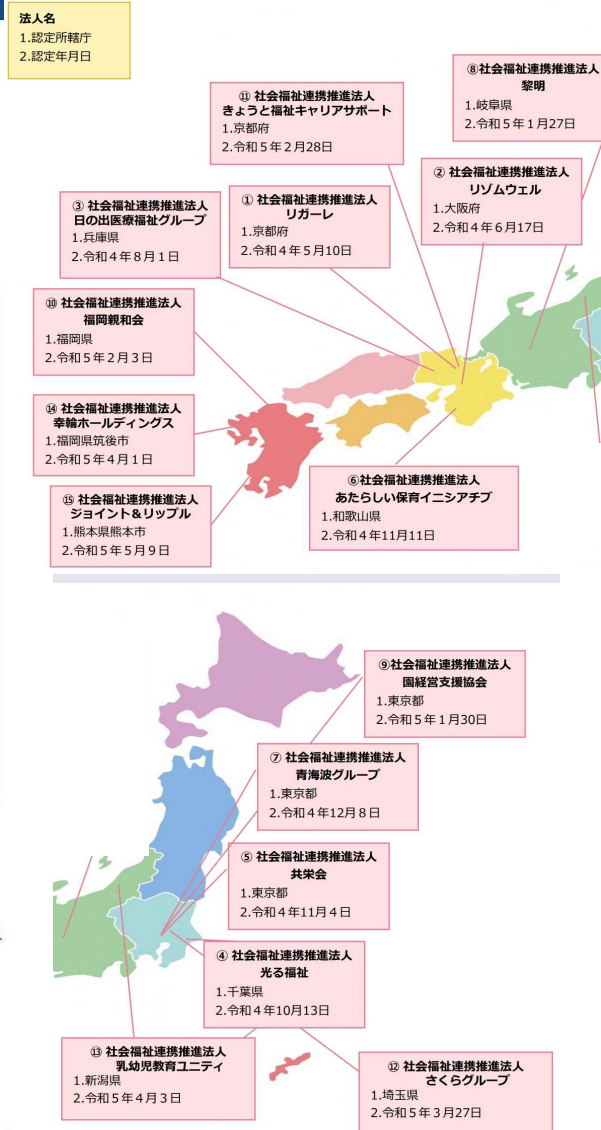 法人名
1.認定所轄庁
2.認定年月日
⑧社会福祉連携推進法人
黎明
1.岐阜県
2.令和5年1月27日
⑪ 社会福祉連携推進法人
きょうと福祉キャリアサポート
1.京都府
2.令和5年2月28日
② 社会福祉連携推進法人
リゾムウェル
1.大阪府
2.令和4年6月17日
③ 社会福祉連携推進法人
日の出医療福祉グループ
1.兵庫県
2.令和4年8月1日
① 社会福祉連携推進法人
リガーレ
1.京都府
2.令和4年5月10日
⑩ 社会福祉連携推進法人
福岡親和会
1.福岡県
2.令和5年2月3日
⑭ 社会福祉連携推進法人
幸輪ホールディングス
1.福岡県筑後市
2.令和5年4月1日
⑮ 社会福祉連携推進法人
ジョイント＆リップル
1.熊本県熊本市
2.令和5年5月9日
⑥社会福祉連携推進法人
あたらしい保育イニシアチブ
1.和歌山県
2.令和4年11月11日
⑨社会福祉連携推進法人
園経営支援協会
1.東京都
2.令和5年1月30日
⑦ 社会福祉連携推進法人
青海波グループ
1.東京都
2.令和4年12月8日
⑤ 社会福祉連携推進法人
共栄会
1.東京都
2.令和4年11月4日
④ 社会福祉連携推進法人
光る福祉
1.千葉県
2.令和4年10月13日
⑬ 社会福祉連携推進法人
乳幼児教育ユニティ
1.新潟県
2.令和5年4月3日
⑫ 社会福祉連携推進法人
さくらグループ
1.埼玉県
2.令和5年3月27日